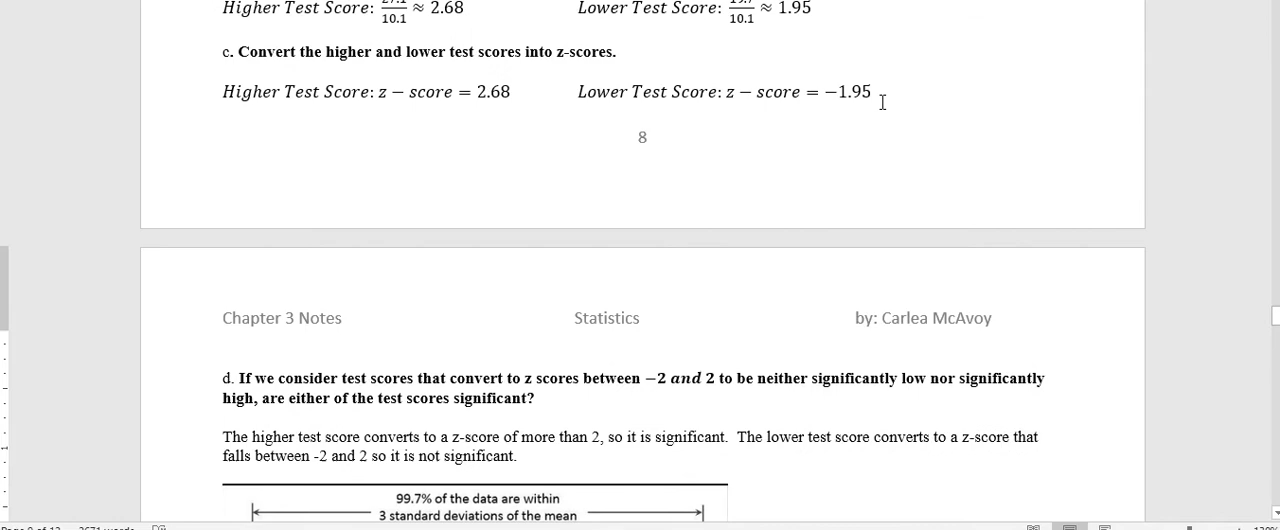 Higher Test Score: /10.1 ≈ 2.68 Lower Test Score: /10.1 ≈ 1.95
c. Convert the higher and lower test scores into z-scores.
Higher Test Score: z − score = 2.68 Lower Test Score: z − score = −1.95
8
Chapter 3 Notes Statistics by: Carlea McAvoy
d. If we consider test scores that convert to z scores between −2 and 2 to be neither significantly low nor significantly
high, are either of the test scores significant?
The higher test score converts to a z-score of more than 2, so it is significant. The lower test score converts to a z-score that
falls between -2 and 2 so it is not significant.
99.7% of the data are within
3 standard deviations of the mean